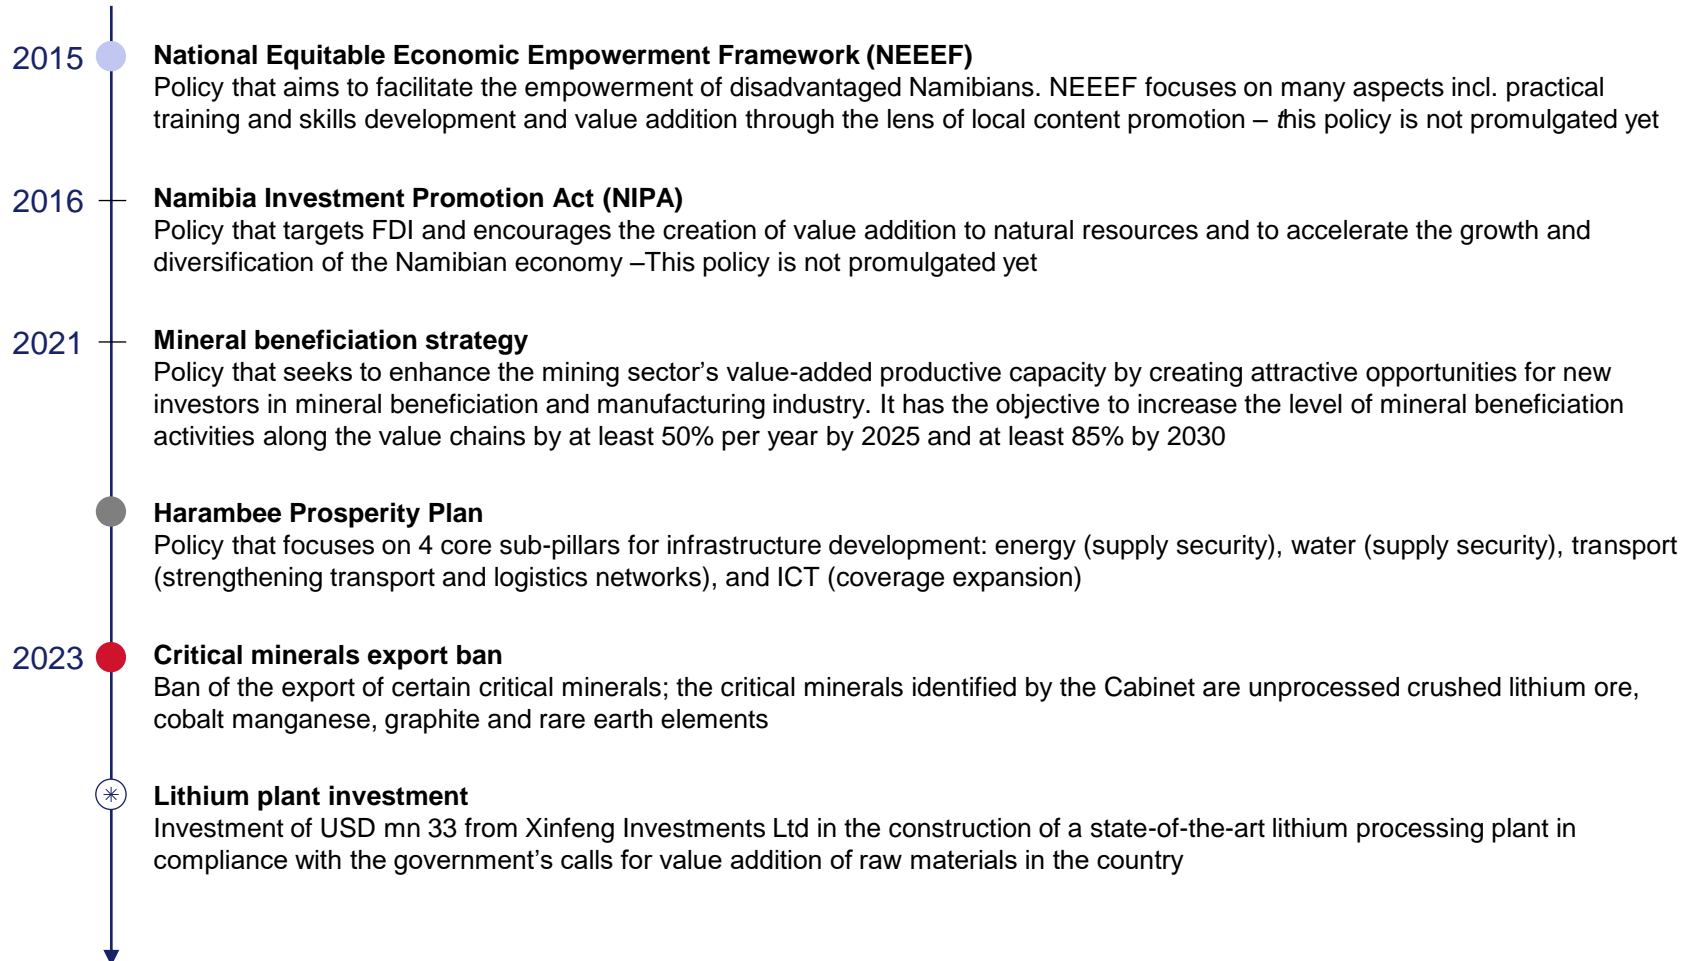 2015
National Equitable Economic Empowerment Framework (NEEEF)
Policy that aims to facilitate the empowerment of disadvantaged Namibians. NEEEF focuses on many aspects incl. practical
training and skills development and value addition through the lens of local content promotion – this policy is not promulgated yet
2016
Namibia Investment Promotion Act (NIPA)
Policy that targets FDI and encourages the creation of value addition to natural resources and to accelerate the growth and
diversification of the Namibian economy –This policy is not promulgated yet
2021
Mineral beneficiation strategy
Policy that seeks to enhance the mining sector’s value-added productive capacity by creating attractive opportunities for new
investors in mineral beneficiation and manufacturing industry. It has the objective to increase the level of mineral beneficiation
activities along the value chains by at least 50% per year by 2025 and at least 85% by 2030
Harambee Prosperity Plan
Policy that focuses on 4 core sub-pillars for infrastructure development: energy (supply security), water (supply security), transport
(strengthening transport and logistics networks), and ICT (coverage expansion)
2023
Critical minerals export ban
Ban of the export of certain critical minerals; the critical minerals identified by the Cabinet are unprocessed crushed lithium ore,
cobalt manganese, graphite and rare earth elements
Lithium plant investment
Investment of USD mn 33 from Xinfeng Investments Ltd in the construction of a state-of-the-art lithium processing plant in
compliance with the government’s calls for value addition of raw materials in the country